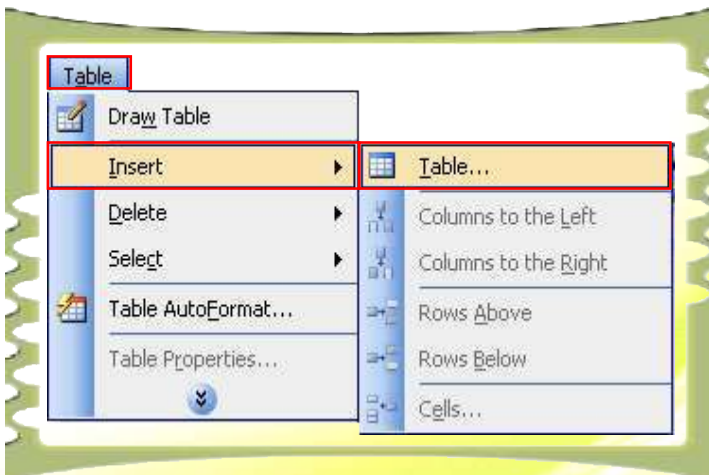 Table
Draw Table
Insert
Delete
Select
Table AutoFormat...
Table Properties...
Table...
Columns to the Left
Columns to the Right
Rows Above
Rows Below
Cells...